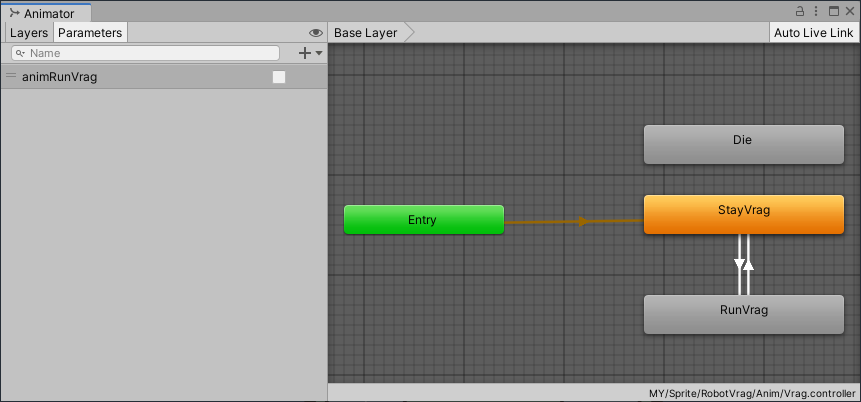 Animator
Layers Parameters
Base Layer
Auto Live Link
Name
animRunVrag
Die
StayVrag
Entry
RunVrag
MY/Sprite/RobotVrag/Anim/Vrag.controller